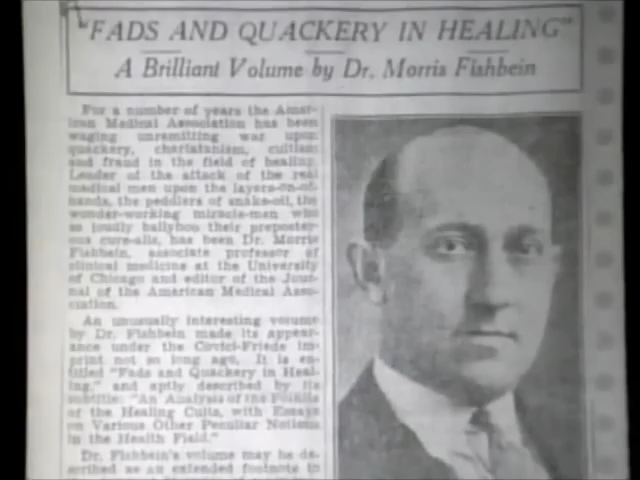 "FADS AND QUACKERY IN HEALING"
A Brilliant Volume by Dr. Morris Fishbein
For a number of years the Amer-
ican Medical Association has been
waging unremitting war upon
quackery, charlatanism, cultism
and fraud in the field of healing.
Leader of the attack of the real
medical men upon the layers-on-of-
hands, the peddlers of snake-oil, the
wonder-working miracle-men who
so loudly ballyhoo their preposter-
ous cure-alls, has been Dr. Morris
Fishbein, associate professor of
clinical medicine at the University
of Chicago and editor of the Jour-
nal of the American Medical Asso-
ciation.
An unusually interesting volume
by Dr. Fishbein made its appear-
ance under the Covici-Friede im-
print not so long ago. It is en-
titled "Fads and Quackery in Heal-
ing," and aptly described by its
subtitle: "An Analysis of the Foibles
of the Healing Cults, with Essays
on Various Other Peculiar Notions
in the Health Field."
Dr. Fishbein's volume may be de-
scribed as an extended footnote to